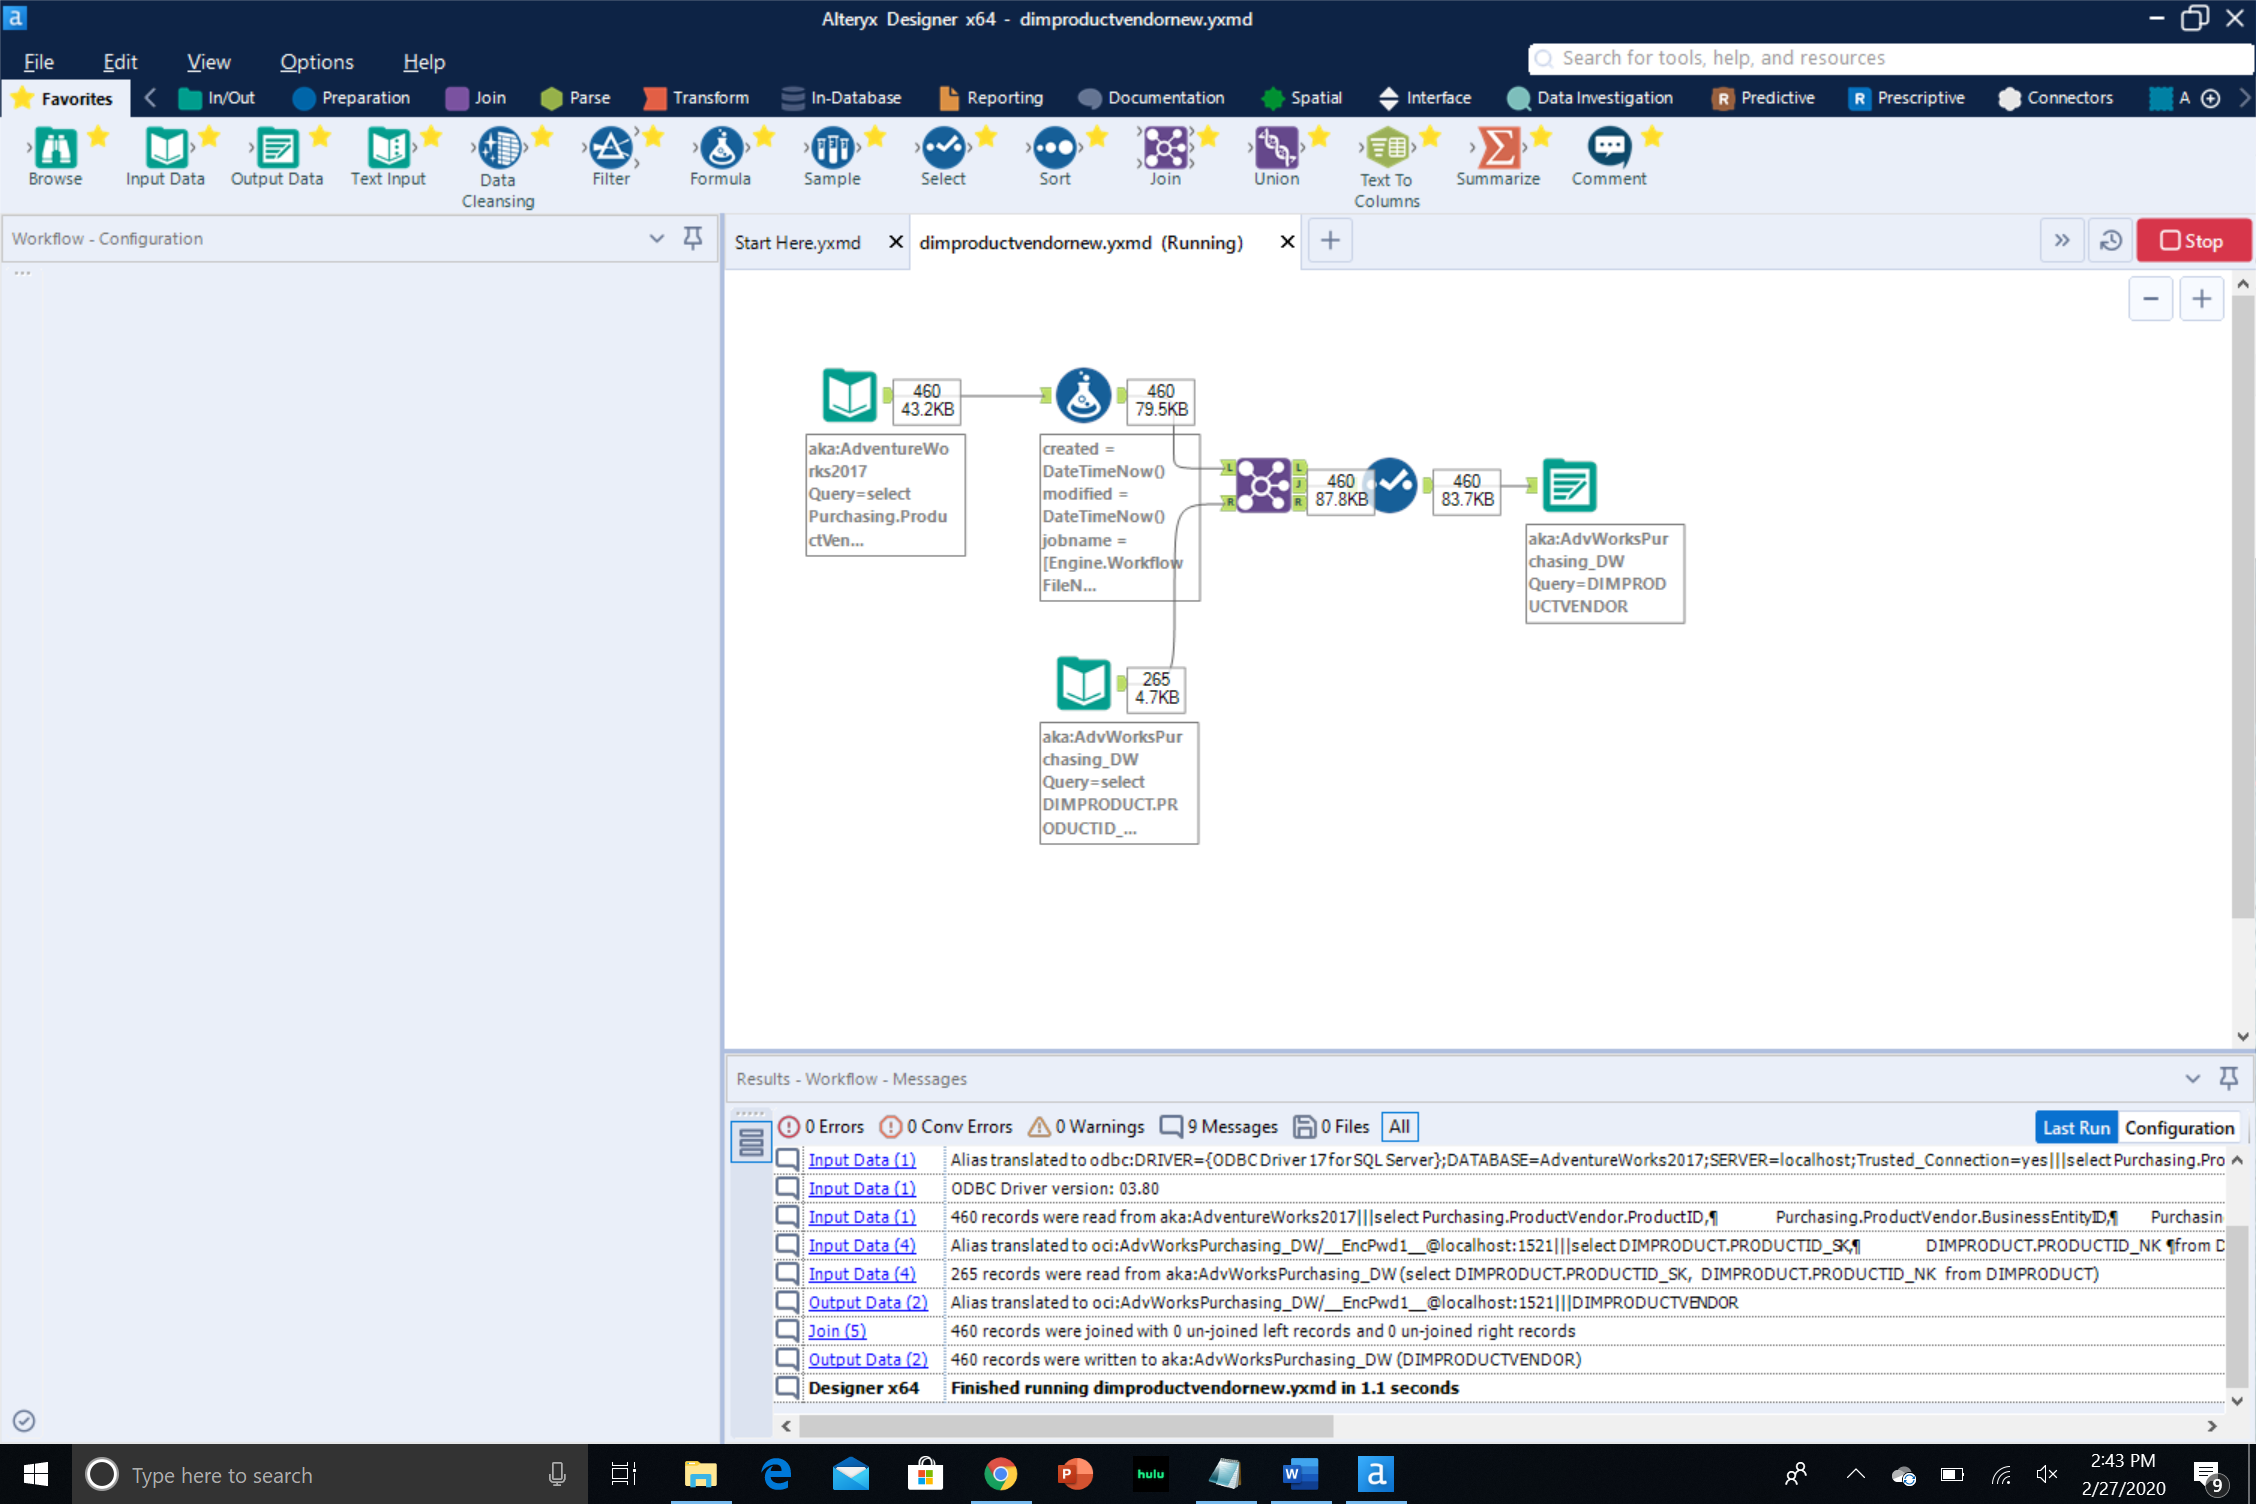 Alteryx Designer x64 - dimproductvendornew.yxmd
File Edit View Options Help
Search for tools, help, and resources
Favorites In/Out Preparation Join Parse Transform In-Database Reporting Documentation Spatial Interface Data Investigation Predictive Prescriptive Connectors A
Browse Input Data Output Data Text Input Data Cleansing Filter Formula Sample Select Sort Join Union Text To Columns Summarize Comment
Workflow - Configuration
Start Here.yxmd
dimproductvendornew.yxmd (Running)
Stop
460
43.2KB
460
79.5KB
aka:AdventureWo
rks2017
Query=select
Purchasing.Produ
ctVen...
created =
DateTimeNow()
modified =
DateTimeNow()
jobname =
[Engine.Workflow
FileN...
L
R
L
J
R
460
87.8KB
460
83.7KB
aka:AdvWorksPur
chasing_DW
Query=DIMPROD
UCTVENDOR
265
4.7KB
aka:AdvWorksPur
chasing_DW
Query=select
DIMPRODUCT.PR
ODUCTID_...
Results - Workflow - Messages
0 Errors 0 Conv Errors 0 Warnings 9 Messages 0 Files All Last Run Configuration
Input Data (1) Alias translated to odbc:DRIVER={ODBC Driver 17 for SQL Server};DATABASE=AdventureWorks2017;SERVER=localhost;Trusted_Connection=yes|||select Purchasing.Pro
Input Data (1) ODBC Driver version: 03.80
Input Data (1) 460 records were read from aka:AdventureWorks2017|||select Purchasing.ProductVendor.ProductID,¶ Purchasing.ProductVendor.BusinessEntityID,¶ Purchasin
Input Data (4) Alias translated to oci:AdvWorksPurchasing_DW/__EncPwd1__@localhost:1521|||select DIMPRODUCT.PRODUCTID_SK,¶ DIMPRODUCT.PRODUCTID_NK ¶from D
Input Data (4) 265 records were read from aka:AdvWorksPurchasing_DW (select DIMPRODUCT.PRODUCTID_SK, DIMPRODUCT.PRODUCTID_NK from DIMPRODUCT)
Output Data (2) Alias translated to oci:AdvWorksPurchasing_DW/__EncPwd1__@localhost:1521|||DIMPRODUCTVENDOR
Join (5) 460 records were joined with 0 un-joined left records and 0 un-joined right records
Output Data (2) 460 records were written to aka:AdvWorksPurchasing_DW (DIMPRODUCTVENDOR)
Designer x64 Finished running dimproductvendornew.yxmd in 1.1 seconds
Type here to search
hulu
2:43 PM
2/27/2020
9